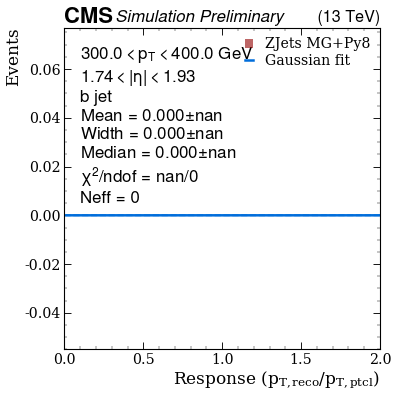 CMS Simulation Preliminary (13 TeV)
Events
300.0 < pT < 400.0 GeV
1.74 < |η| < 1.93
b jet
Mean = 0.000±nan
Width = 0.000±nan
Median = 0.000±nan
χ²/ndof = nan/0
Neff = 0
ZJets MG+Py8
Gaussian fit
0.06
0.04
0.02
0.00
-0.02
-0.04
0.0 0.5 1.0 1.5 2.0
Response (pT,reco/pT,ptcl)